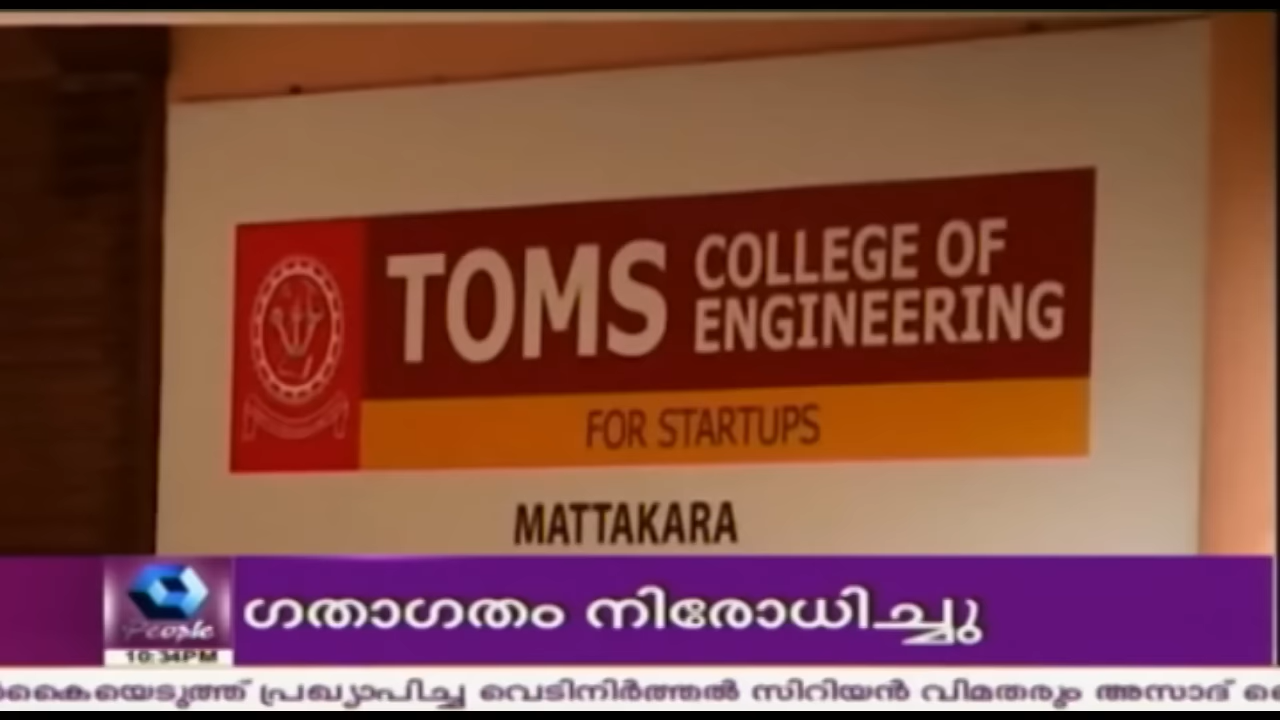 TOMS COLLEGE OF
ENGINEERING
FOR STARTUPS
MATTAKARA
ഗതാഗതം നിരോധിച്ചു
People
10:34PM
കൈയെടുത്ത് പ്രഖ്യാപിച്ച വെടിനിർത്തൽ സിറിയൻ വിമതരും അസാദ്